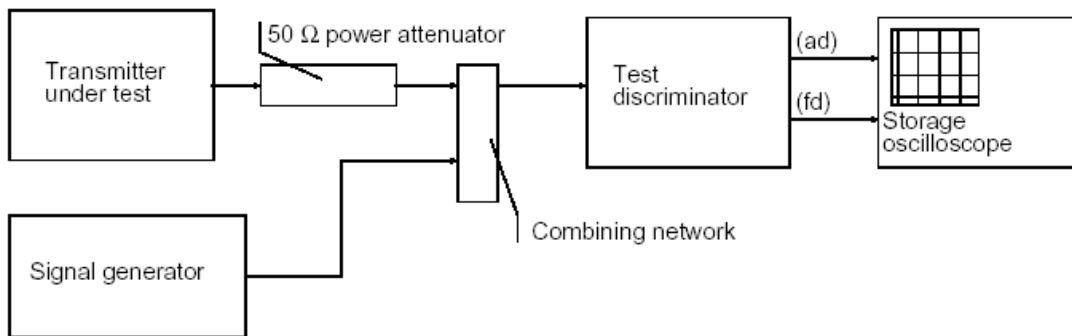 50 Ω power attenuator
Transmitter
under test
Test
discriminator
(ad)
(fd)
Storage
oscilloscope
Combining network
Signal generator